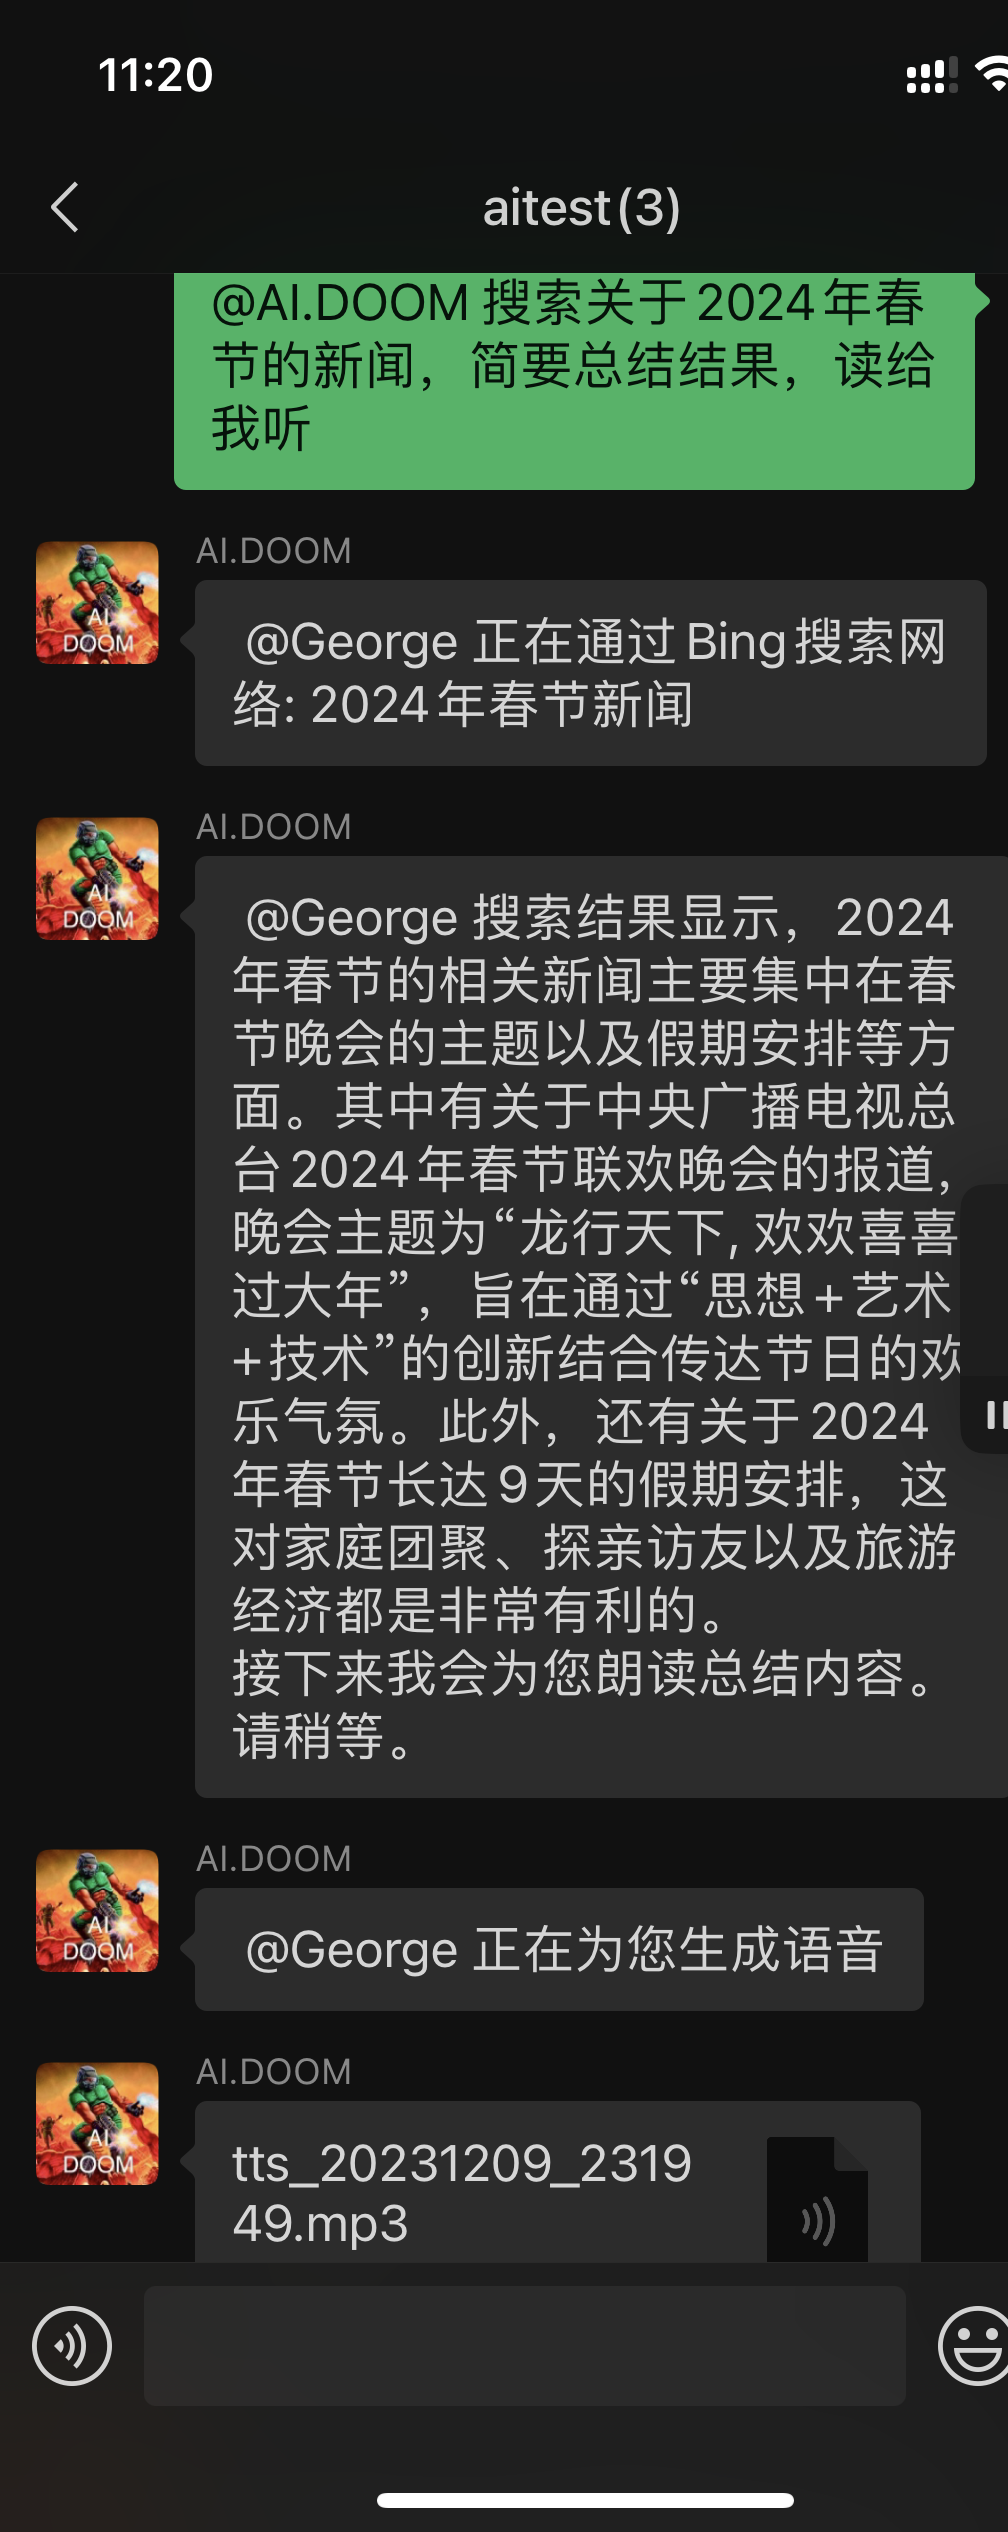 11:20
aitest(3)
@AI.DOOM 搜索关于2024年春
节的新闻，简要总结结果，读给
我听
AI.DOOM
AI
DOOM
@George 正在通过Bing搜索网
络: 2024年春节新闻
AI.DOOM
AI
DOOM
@George 搜索结果显示，2024
年春节的相关新闻主要集中在春
节晚会的主题以及假期安排等方
面。其中有关于中央广播电视总
台2024年春节联欢晚会的报道，
晚会主题为“龙行天下, 欢欢喜喜
过大年”，旨在通过“思想+艺术
+技术”的创新结合传达节日的欢
乐气氛。此外，还有关于2024
年春节长达9天的假期安排，这
对家庭团聚、探亲访友以及旅游
经济都是非常有利的。
接下来我会为您朗读总结内容。
请稍等。
AI.DOOM
AI
DOOM
@George 正在为您生成语音
AI.DOOM
AI
DOOM
tts_20231209_2319
49.mp3